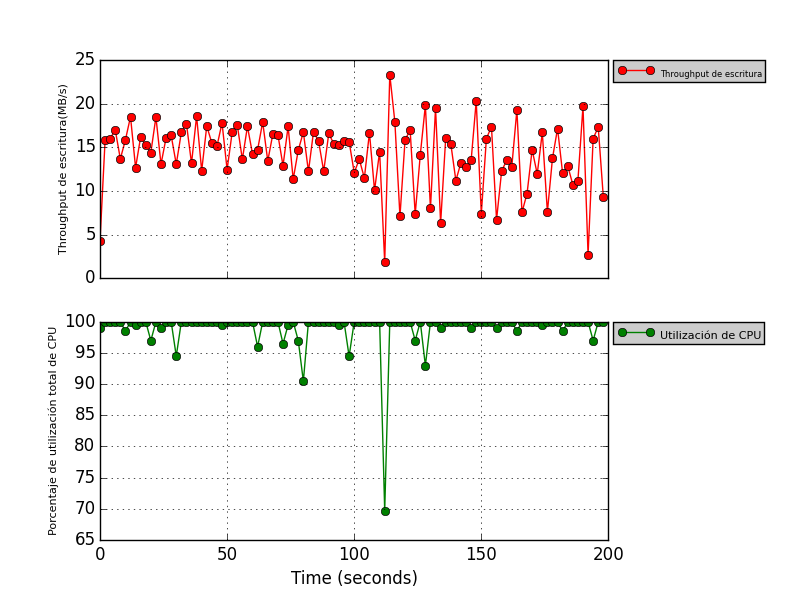 25
20
15
10
5
0
Throughput de escritura(MB/s)
Throughput de escritura
100
95
90
85
80
75
70
65
Porcentaje de utilización total de CPU
Utilización de CPU
0 50 100 150 200
Time (seconds)